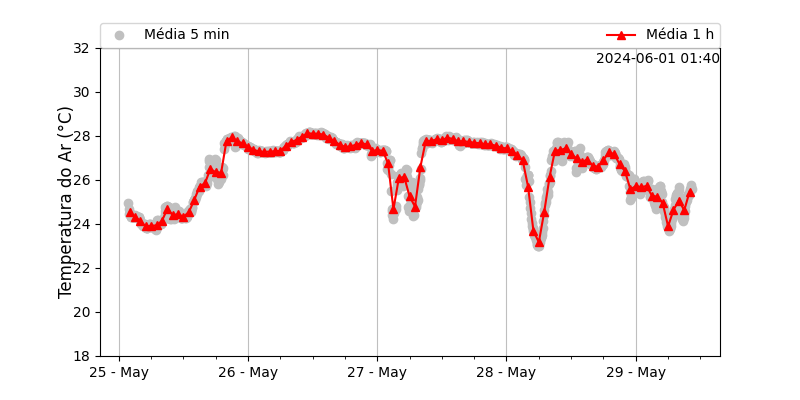 Média 5 min
Média 1 h
2024-06-01 01:40
Temperatura do Ar (°C)
32
30
28
26
24
22
20
18
25 - May
26 - May
27 - May
28 - May
29 - May